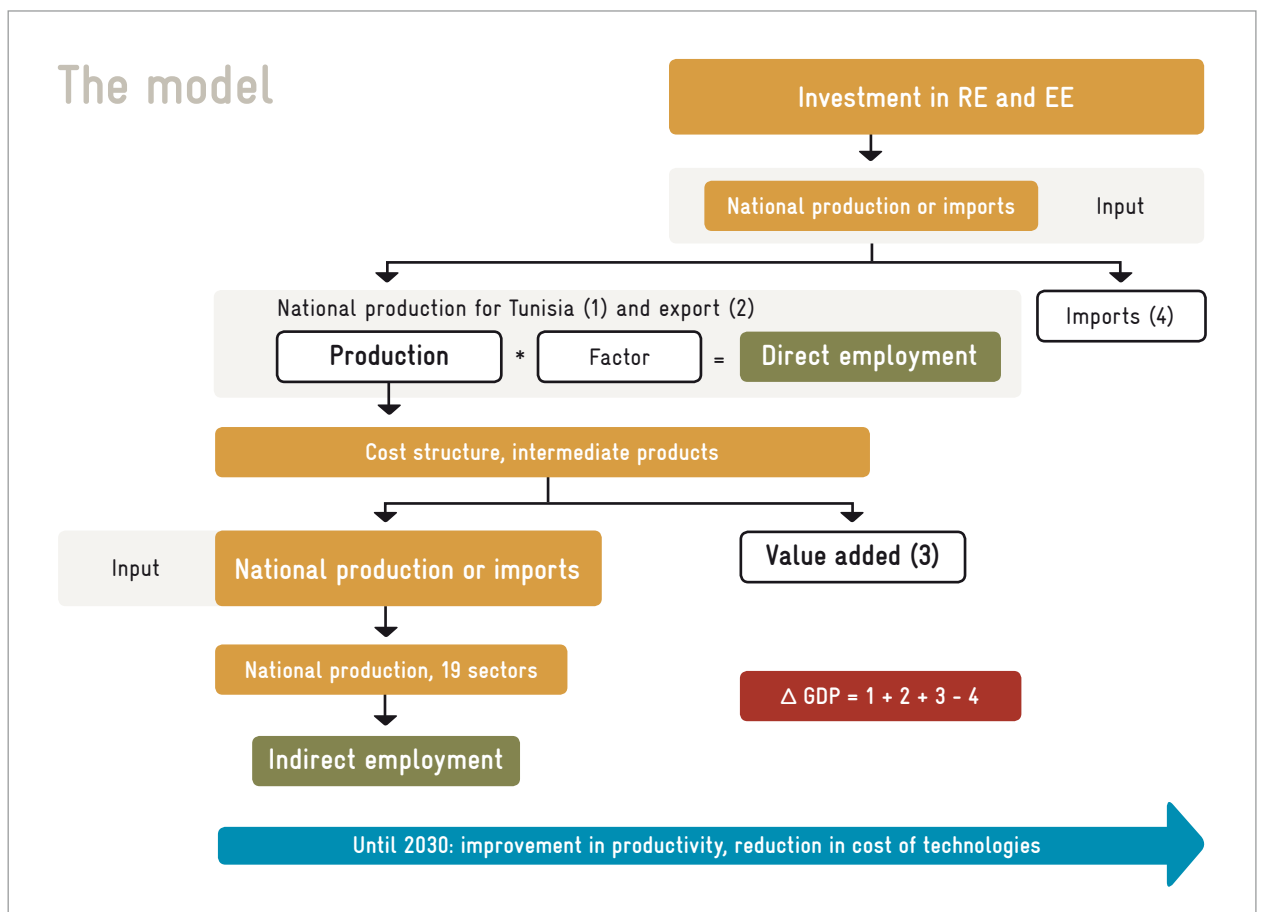 The model
Investment in RE and EE
National production or imports
Input
National production for Tunisia (1) and export (2)
Imports (4)
Production * Factor = Direct employment
Cost structure, intermediate products
Input
National production or imports
Value added (3)
National production, 19 sectors
Δ GDP = 1 + 2 + 3 - 4
Indirect employment
Until 2030: improvement in productivity, reduction in cost of technologies